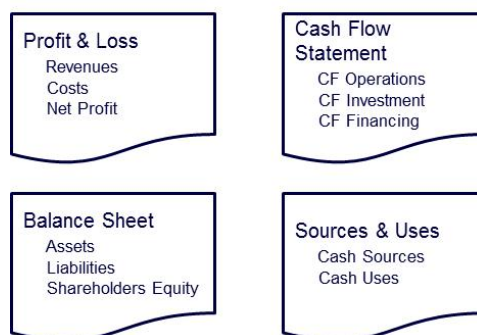 Profit & Loss
Revenues
Costs
Net Profit
Cash Flow
Statement
CF Operations
CF Investment
CF Financing
Balance Sheet
Assets
Liabilities
Shareholders Equity
Sources & Uses
Cash Sources
Cash Uses